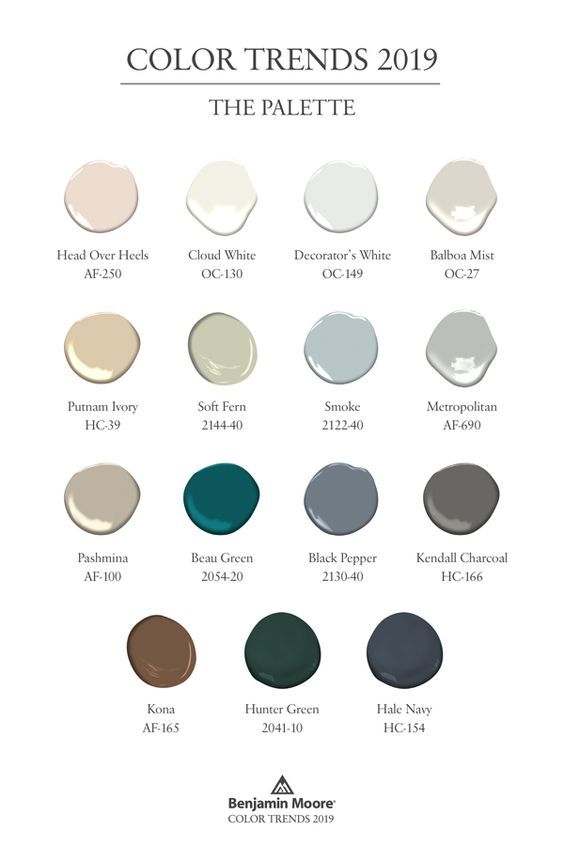 COLOR TRENDS 2019
THE PALETTE
Head Over Heels
AF-250
Cloud White
OC-130
Decorator's White
OC-149
Balboa Mist
OC-27
Putnam Ivory
HC-39
Soft Fern
2144-40
Smoke
2122-40
Metropolitan
AF-690
Pashmina
AF-100
Beau Green
2054-20
Black Pepper
2130-40
Kendall Charcoal
HC-166
Kona
AF-165
Hunter Green
2041-10
Hale Navy
HC-154
Benjamin Moore®
COLOR TRENDS 2019